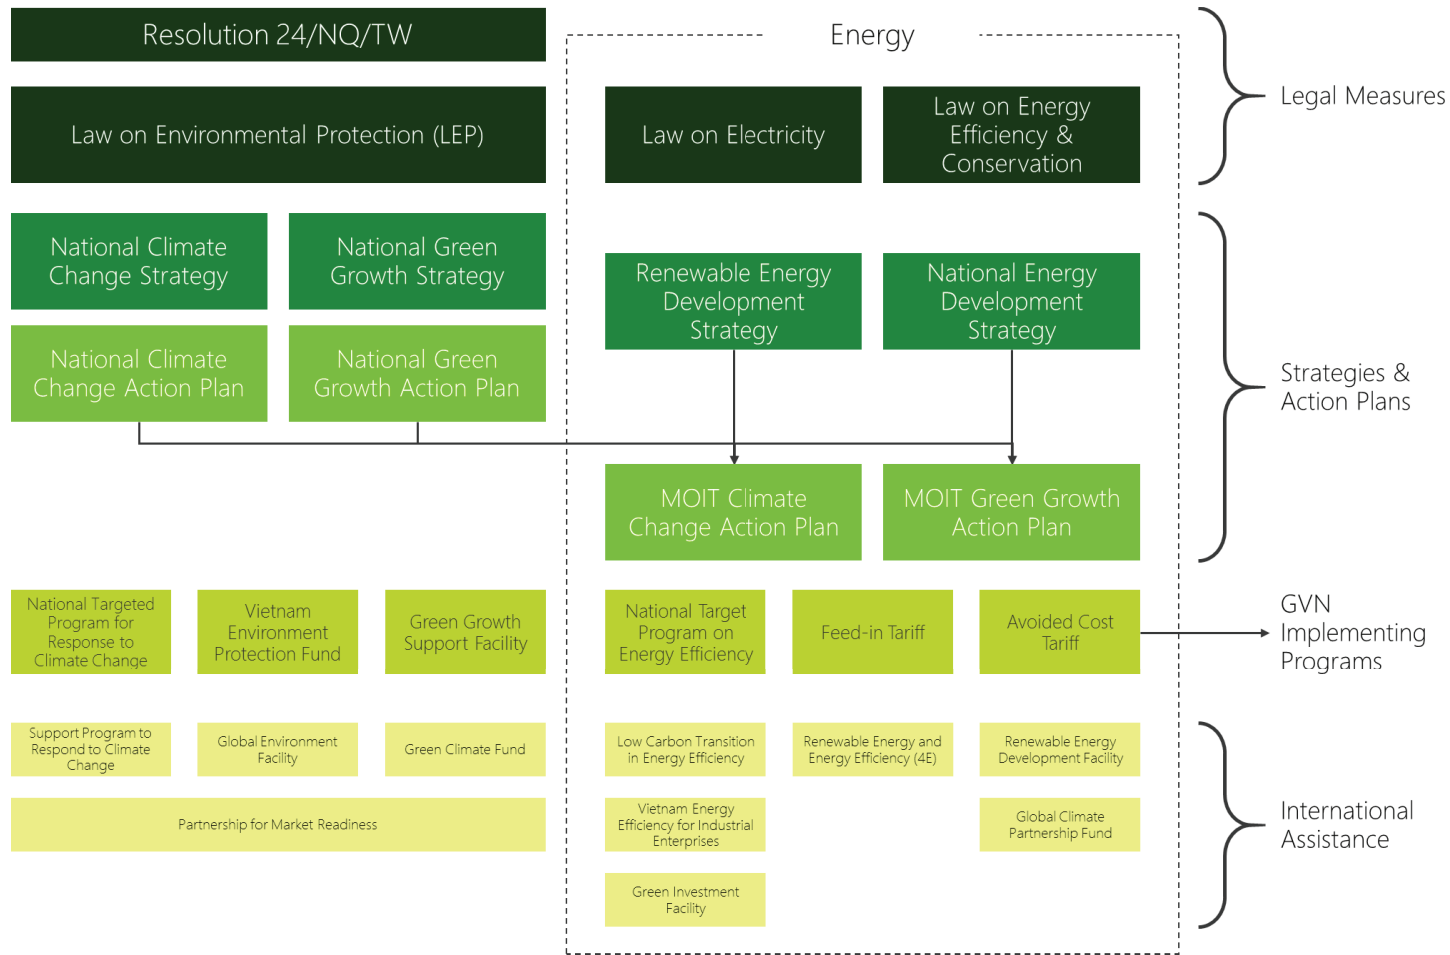 Resolution 24/NQ/TW
Energy
Legal Measures
Law on Environmental Protection (LEP)
Law on Electricity
Law on Energy
Efficiency &
Conservation
National Climate
Change Strategy
National Green
Growth Strategy
Renewable Energy
Development
Strategy
National Energy
Development
Strategy
National Climate
Change Action Plan
National Green
Growth Action Plan
Strategies &
Action Plans
MOIT Climate
Change Action Plan
MOIT Green Growth
Action Plan
National Targeted
Program for
Response to
Climate Change
Vietnam
Environment
Protection Fund
Green Growth
Support Facility
National Target
Program on
Energy Efficiency
Feed-in Tariff
Avoided Cost
Tariff
GVN
Implementing
Programs
Support Program to
Respond to Climate
Change
Global Environment
Facility
Green Climate Fund
Low Carbon Transition
in Energy Efficiency
Renewable Energy and
Energy Efficiency (4E)
Renewable Energy
Development Facility
Partnership for Market Readiness
Vietnam Energy
Efficiency for Industrial
Enterprises
Global Climate
Partnership Fund
International
Assistance
Green Investment
Facility